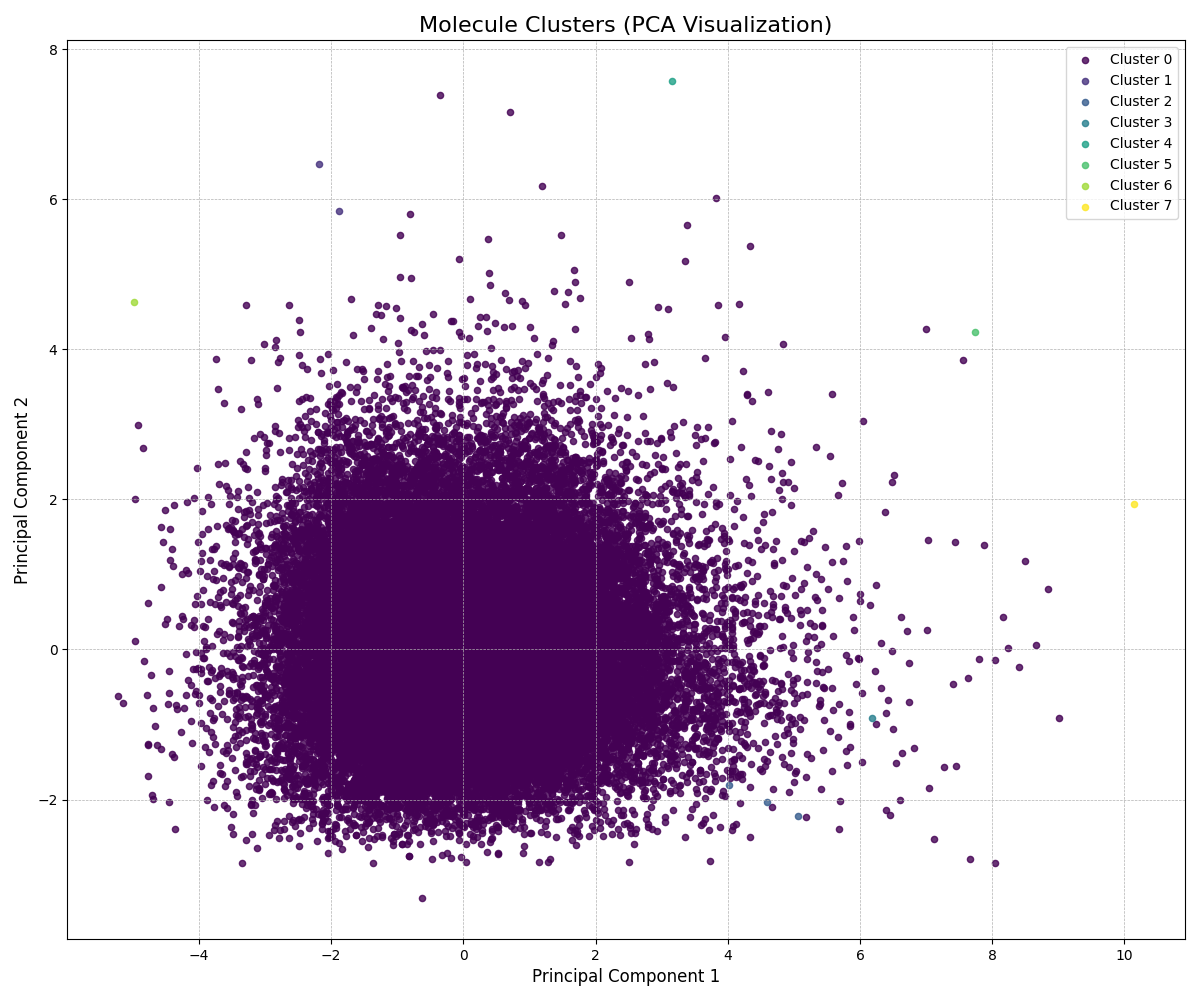 Molecule Clusters (PCA Visualization)
8
6
4
2
0
−2
Principal Component 2
−4
−2
0
2
4
6
8
10
Principal Component 1
Cluster 0
Cluster 1
Cluster 2
Cluster 3
Cluster 4
Cluster 5
Cluster 6
Cluster 7